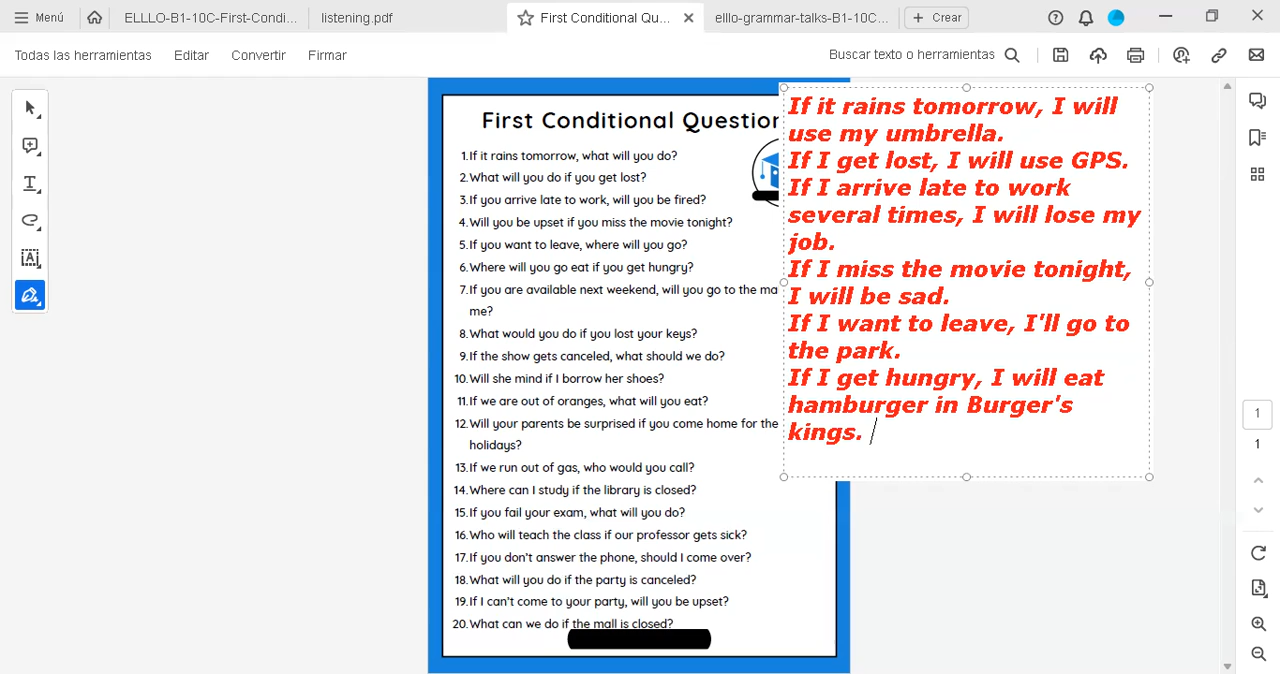 Menú
ELLLO-B1-10C-First-Condi...
listening.pdf
First Conditional Qu...
elllo-grammar-talks-B1-10C...
Crear
Todas las herramientas
Editar
Convertir
Firmar
Buscar texto o herramientas
First Conditional Question
1.If it rains tomorrow, what will you do?
2.What will you do if you get lost?
3.If you arrive late to work, will you be fired?
4.Will you be upset if you miss the movie tonight?
5.If you want to leave, where will you go?
6.Where will you go eat if you get hungry?
7.If you are available next weekend, will you go to the
me?
8.What would you do if you lost your keys?
9.If the show gets canceled, what should we do?
10.Will she mind if I borrow her shoes?
11.If we are out of oranges, what will you eat?
12.Will your parents be surprised if you come home for the
holidays?
13.If we run out of gas, who would you call?
14.Where can I study if the library is closed?
15.If you fail your exam, what will you do?
16.Who will teach the class if our professor gets sick?
17.If you don't answer the phone, should I come over?
18.What will you do if the party is canceled?
19.If I can't come to your party, will you be upset?
20.What can we do if the mall is closed?
If it rains tomorrow, I will
use my umbrella.
If I get lost, I will use GPS.
If I arrive late to work
several times, I will lose my
job.
If I miss the movie tonight,
I will be sad.
If I want to leave, I'll go to
the park.
If I get hungry, I will eat
hamburger in Burger's
kings.
1
1